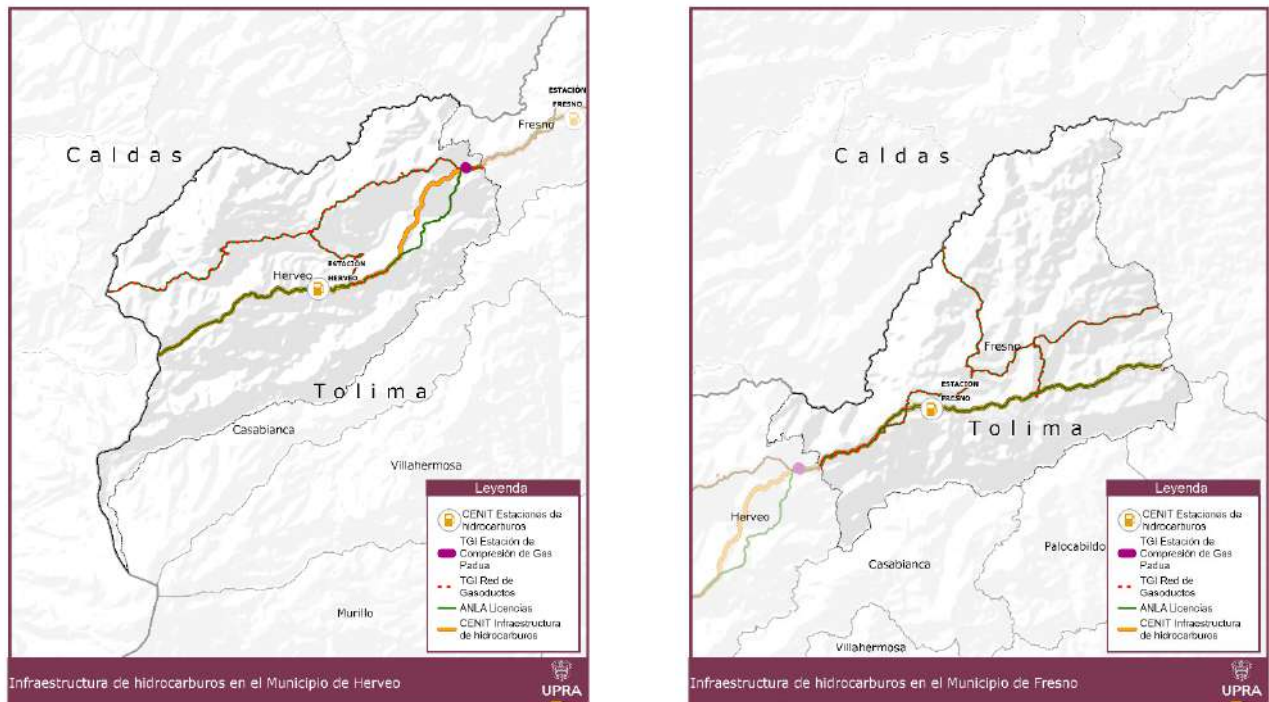 ESTACIÓN
FRESNO
Fresno
Caldas
ESTACIÓN
Herveo
HERVEO
Tolima
Casabianca
Villahermosa
Murillo
Leyenda
CENIT Estaciones de
hidrocarburos
TGI Estación de
Compresión de Gas
Padua
TGI Red de
Gasoductos
ANLA Licencias
CENIT Infraestructura
de hidrocarburos
Infraestructura de hidrocarburos en el Municipio de Herveo
UPRA
Caldas
Fresno
ESTACIÓN
FRESNO
Tolima
Herveo
Palocabildo
Casabianca
Villahermosa
Leyenda
CENIT Estaciones de
hidrocarburos
TGI Estación de
Compresión de Gas
Padua
TGI Red de
Gasoductos
ANLA Licencias
CENIT Infraestructura
de hidrocarburos
Infraestructura de hidrocarburos en el Municipio de Fresno
UPRA